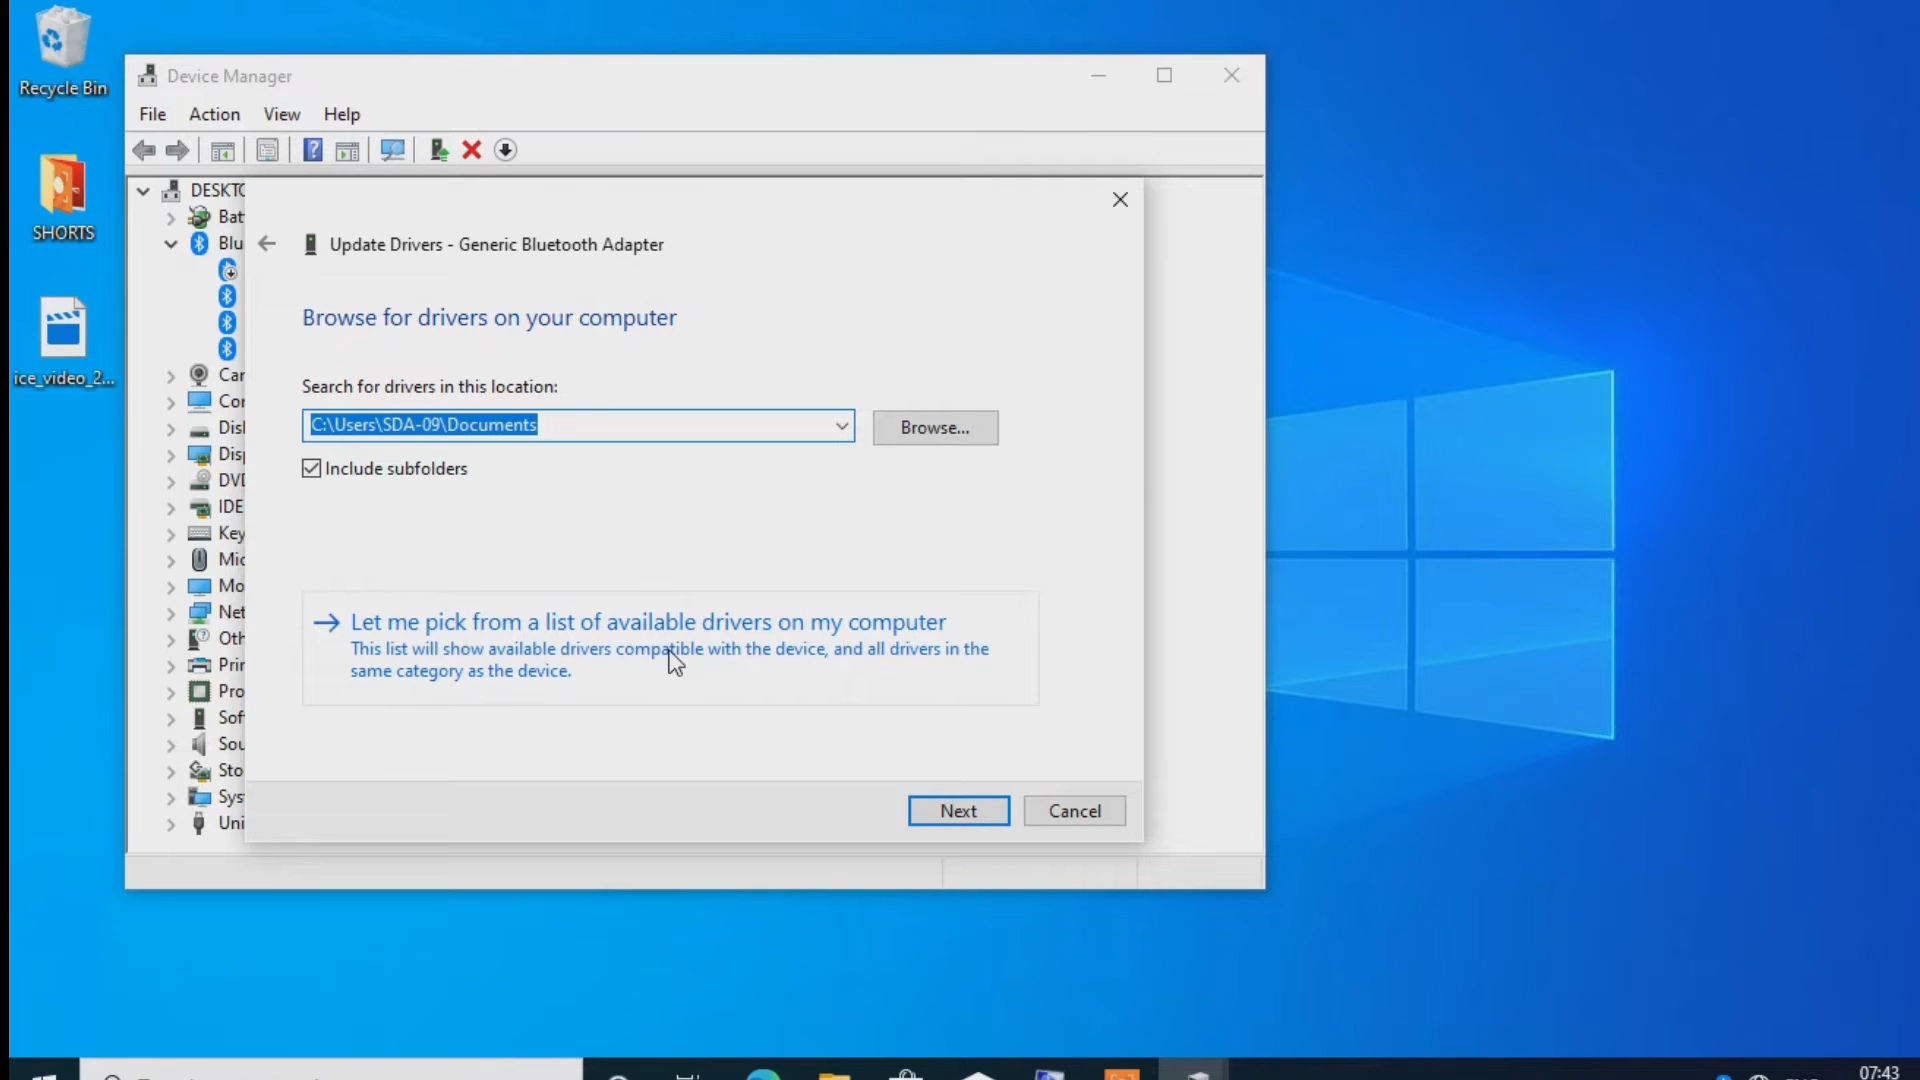 Recycle Bin
SHORTS
ice_video_2...
Device Manager
File Action View Help
DESKTO
Bat
Blu
Car
Cor
Disl
Disp
DVD
IDE
Key
Mic
Mo
Net
Oth
Prin
Pro
Sof
Sou
Sto
Sys
Uni
Update Drivers - Generic Bluetooth Adapter
Browse for drivers on your computer
Search for drivers in this location:
C:\Users\SDA-09\Documents
Browse...
Include subfolders
Let me pick from a list of available drivers on my computer
This list will show available drivers compatible with the device, and all drivers in the
same category as the device.
Next Cancel
07:43